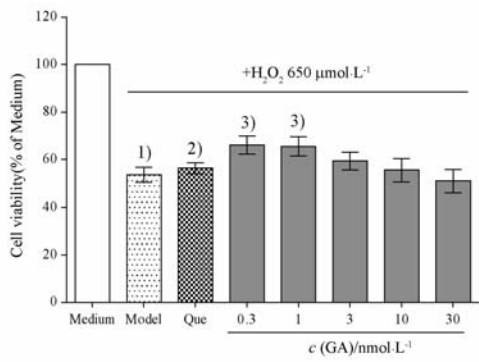 120
100
80
60
40
20
0
Cell viability(% of Medium)
+H₂O₂ 650 μmol·L⁻¹
1)
2)
3)
3)
Medium Model Que 0.3 1 3 10 30
c (GA)/nmol·L⁻¹